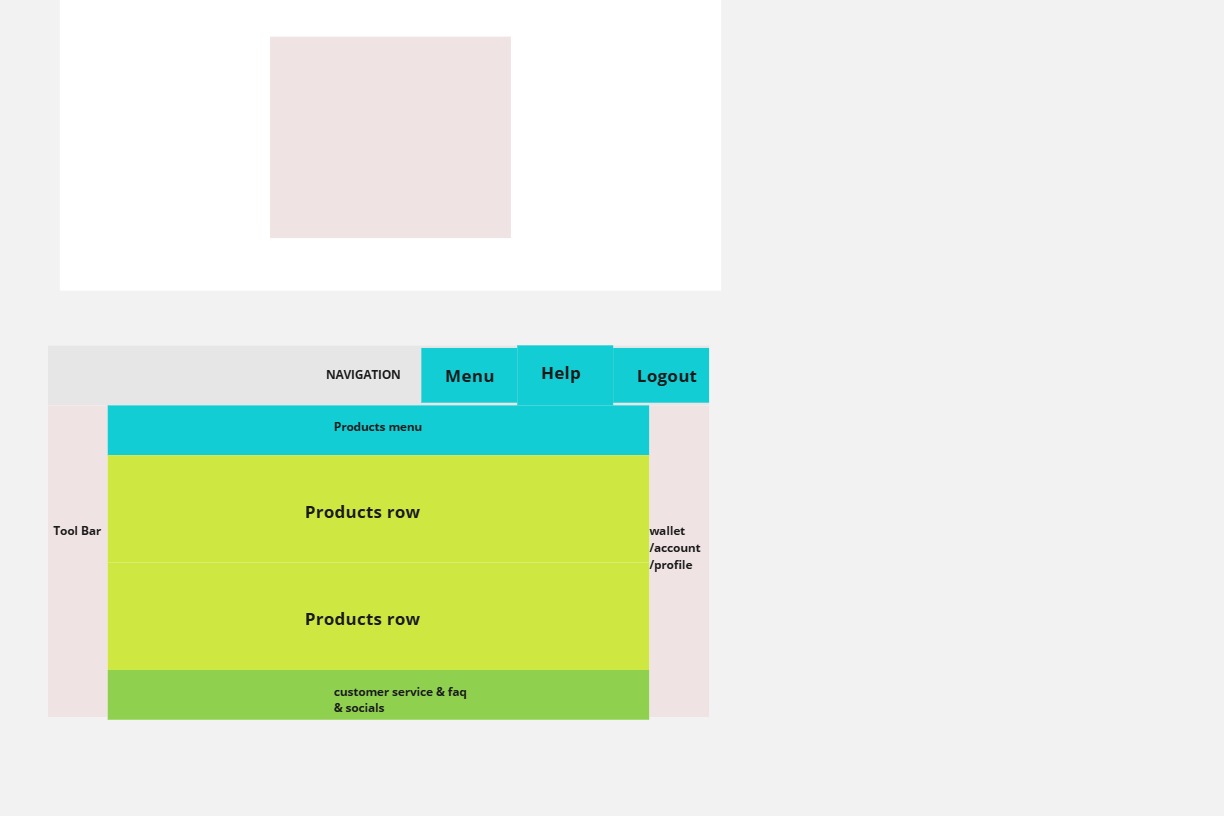 NAVIGATION
Menu
Help
Logout
Products menu
Products row
Tool Bar
wallet
/account
/profile
Products row
customer service & faq
& socials